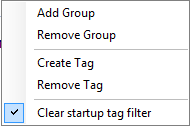 Add Group
Remove Group
Create Tag
Remove Tag
Clear startup tag filter